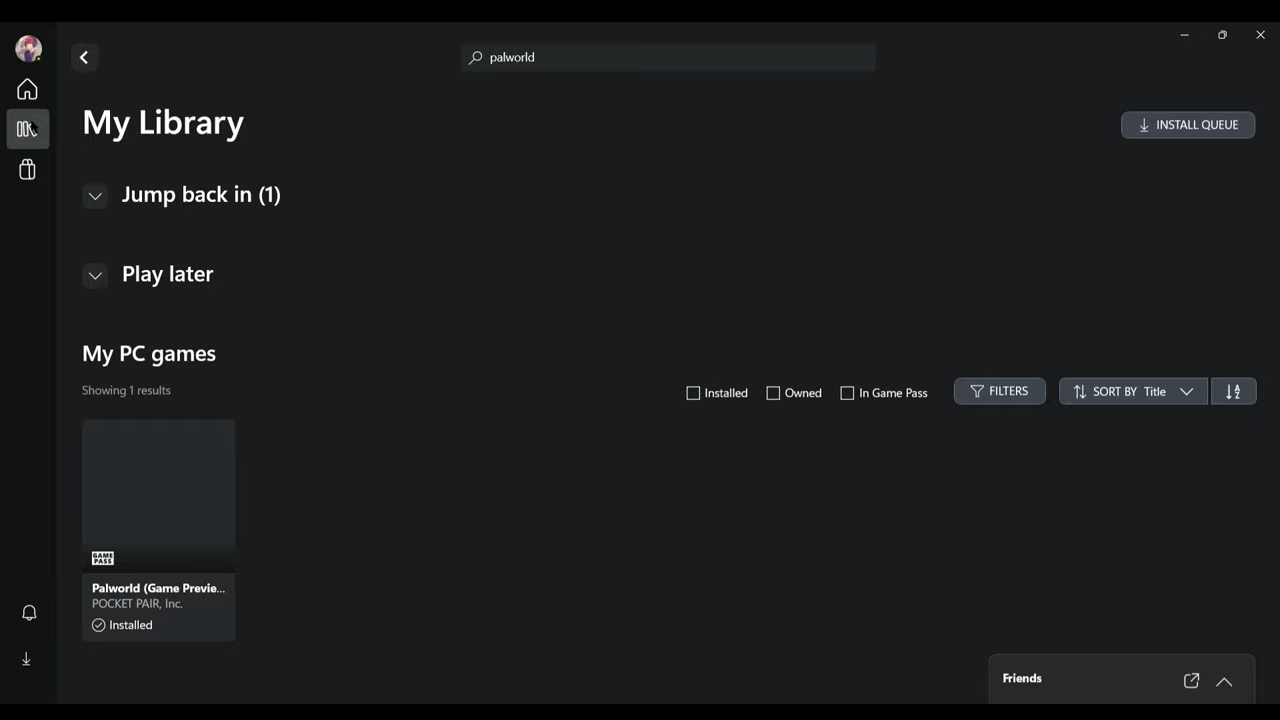 palworld
My Library
INSTALL QUEUE
Jump back in (1)
Play later
My PC games
Showing 1 results
Installed
Owned
In Game Pass
FILTERS
SORT BY Title
A
Z
GAME
PASS
Palworld (Game Previe...
POCKET PAIR, Inc.
Installed
Friends